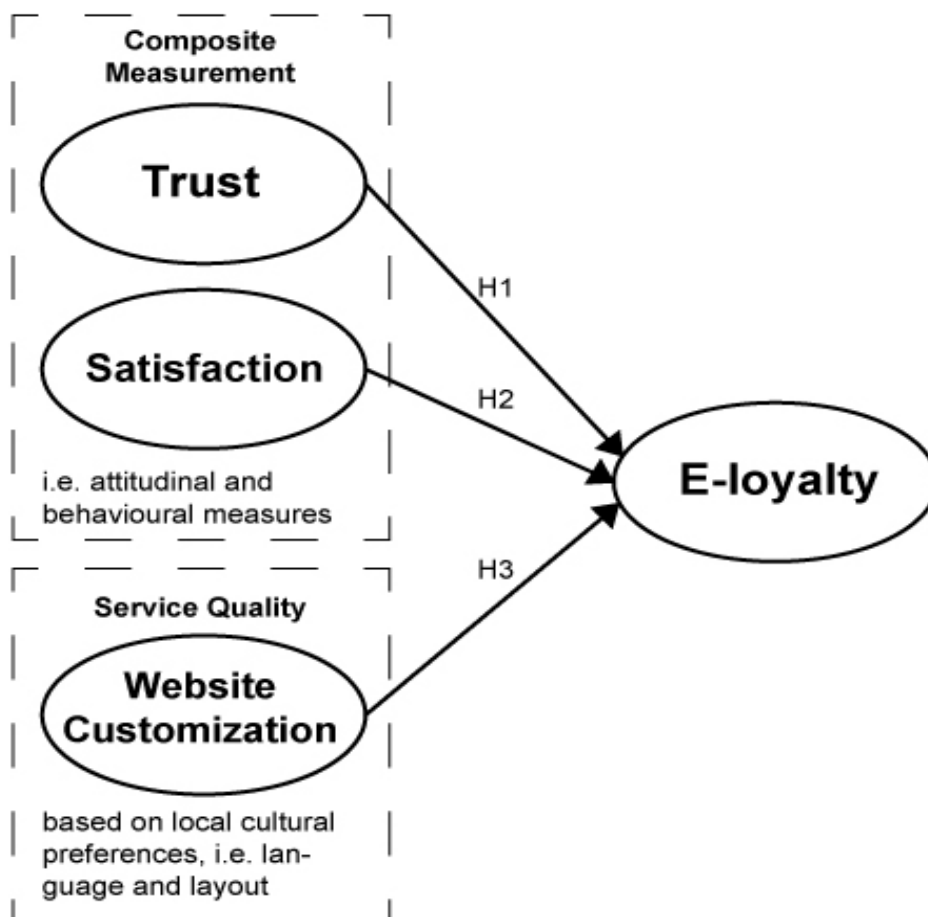 Composite
Measurement
Trust
H1
Satisfaction
H2
E-loyalty
i.e. attitudinal and
behavioural measures
H3
Service Quality
Website
Customization
based on local cultural
preferences, i.e. lan-
guage and layout